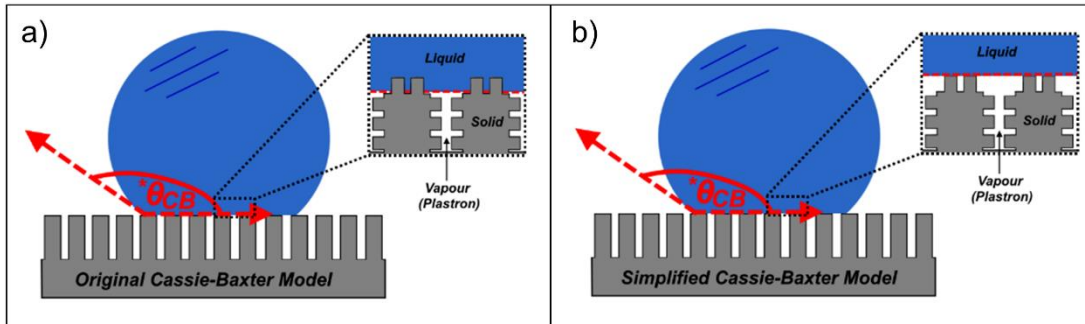 a)
Liquid
Solid
Vapour
(Plastron)
*θCB
Original Cassie-Baxter Model
b)
Liquid
Solid
Vapour
(Plastron)
*θCB
Simplified Cassie-Baxter Model